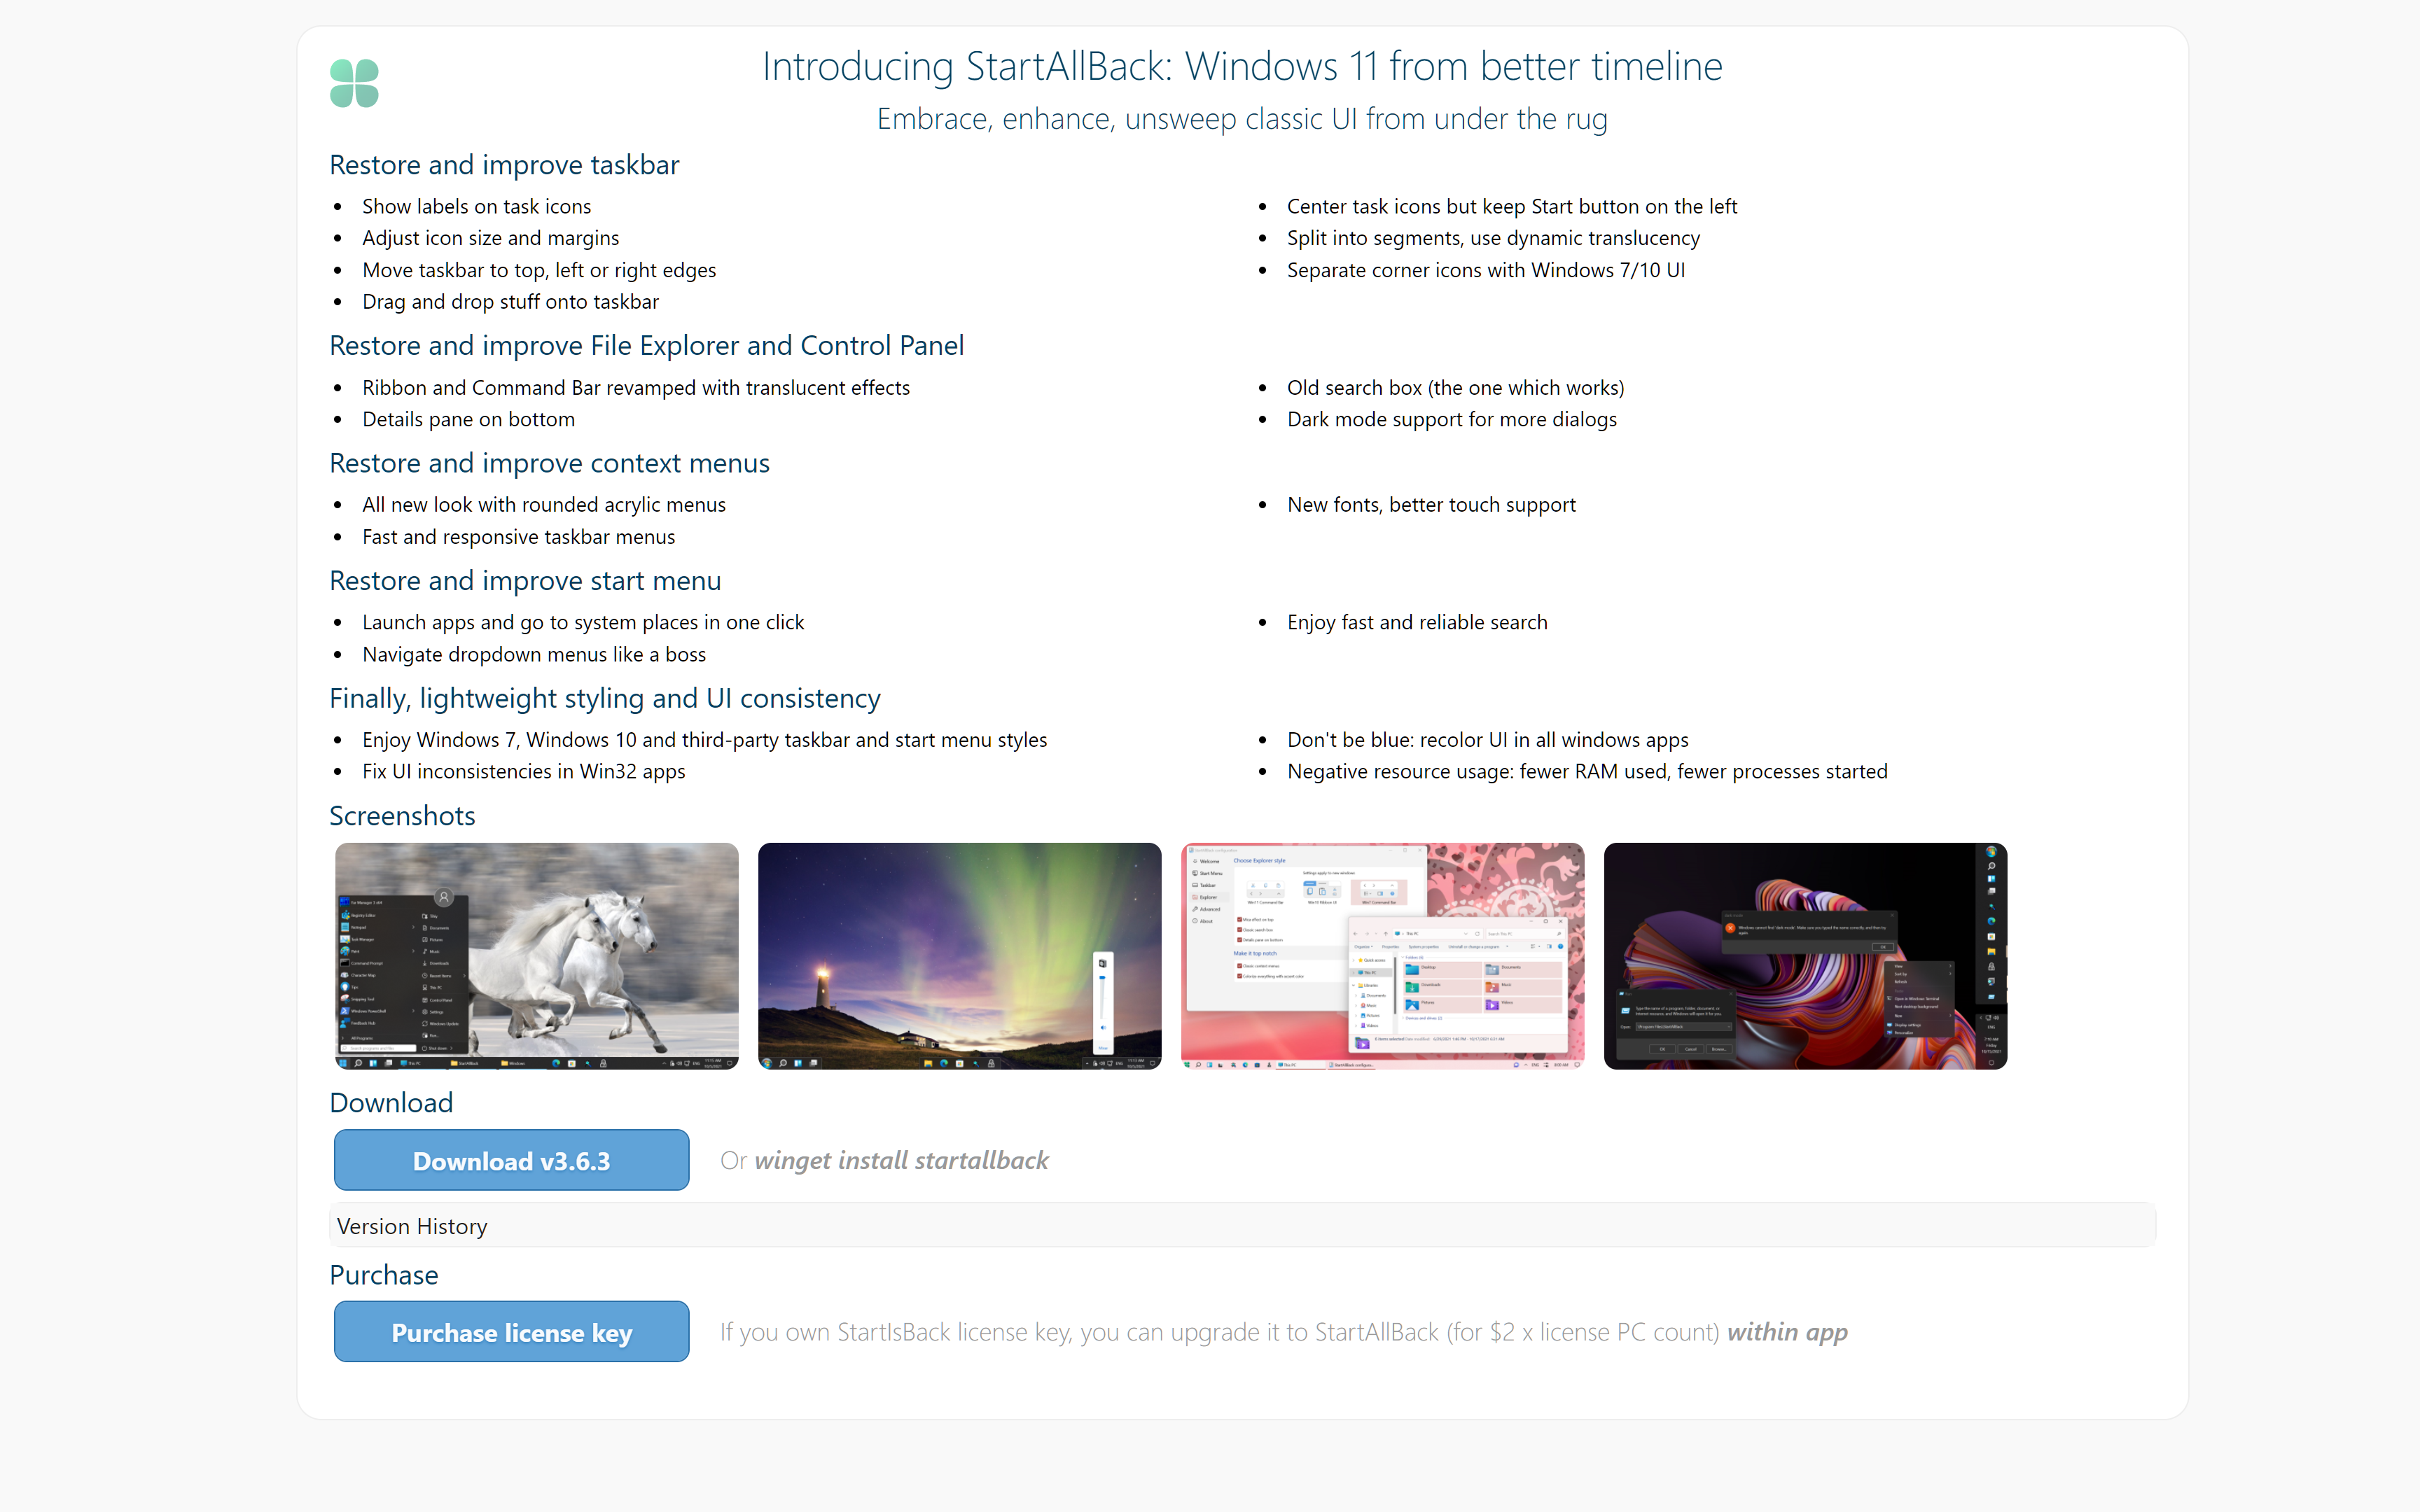 Introducing StartAllBack: Windows 11 from better timeline
Embrace, enhance, unsweep classic UI from under the rug
Restore and improve taskbar
Show labels on task icons
Adjust icon size and margins
Move taskbar to top, left or right edges
Drag and drop stuff onto taskbar
Center task icons but keep Start button on the left
Split into segments, use dynamic translucency
Separate corner icons with Windows 7/10 UI
Restore and improve File Explorer and Control Panel
Ribbon and Command Bar revamped with translucent effects
Details pane on bottom
Old search box (the one which works)
Dark mode support for more dialogs
Restore and improve context menus
All new look with rounded acrylic menus
Fast and responsive taskbar menus
New fonts, better touch support
Restore and improve start menu
Launch apps and go to system places in one click
Navigate dropdown menus like a boss
Enjoy fast and reliable search
Finally, lightweight styling and UI consistency
Enjoy Windows 7, Windows 10 and third-party taskbar and start menu styles
Fix UI inconsistencies in Win32 apps
Don't be blue: recolor UI in all windows apps
Negative resource usage: fewer RAM used, fewer processes started
Screenshots
Choose Explorer style
Make it top notch
Download
Download v3.6.3
Or winget install startallback
Version History
Purchase
Purchase license key
If you own StartIsBack license key, you can upgrade it to StartAllBack (for $2 x license PC count) within app